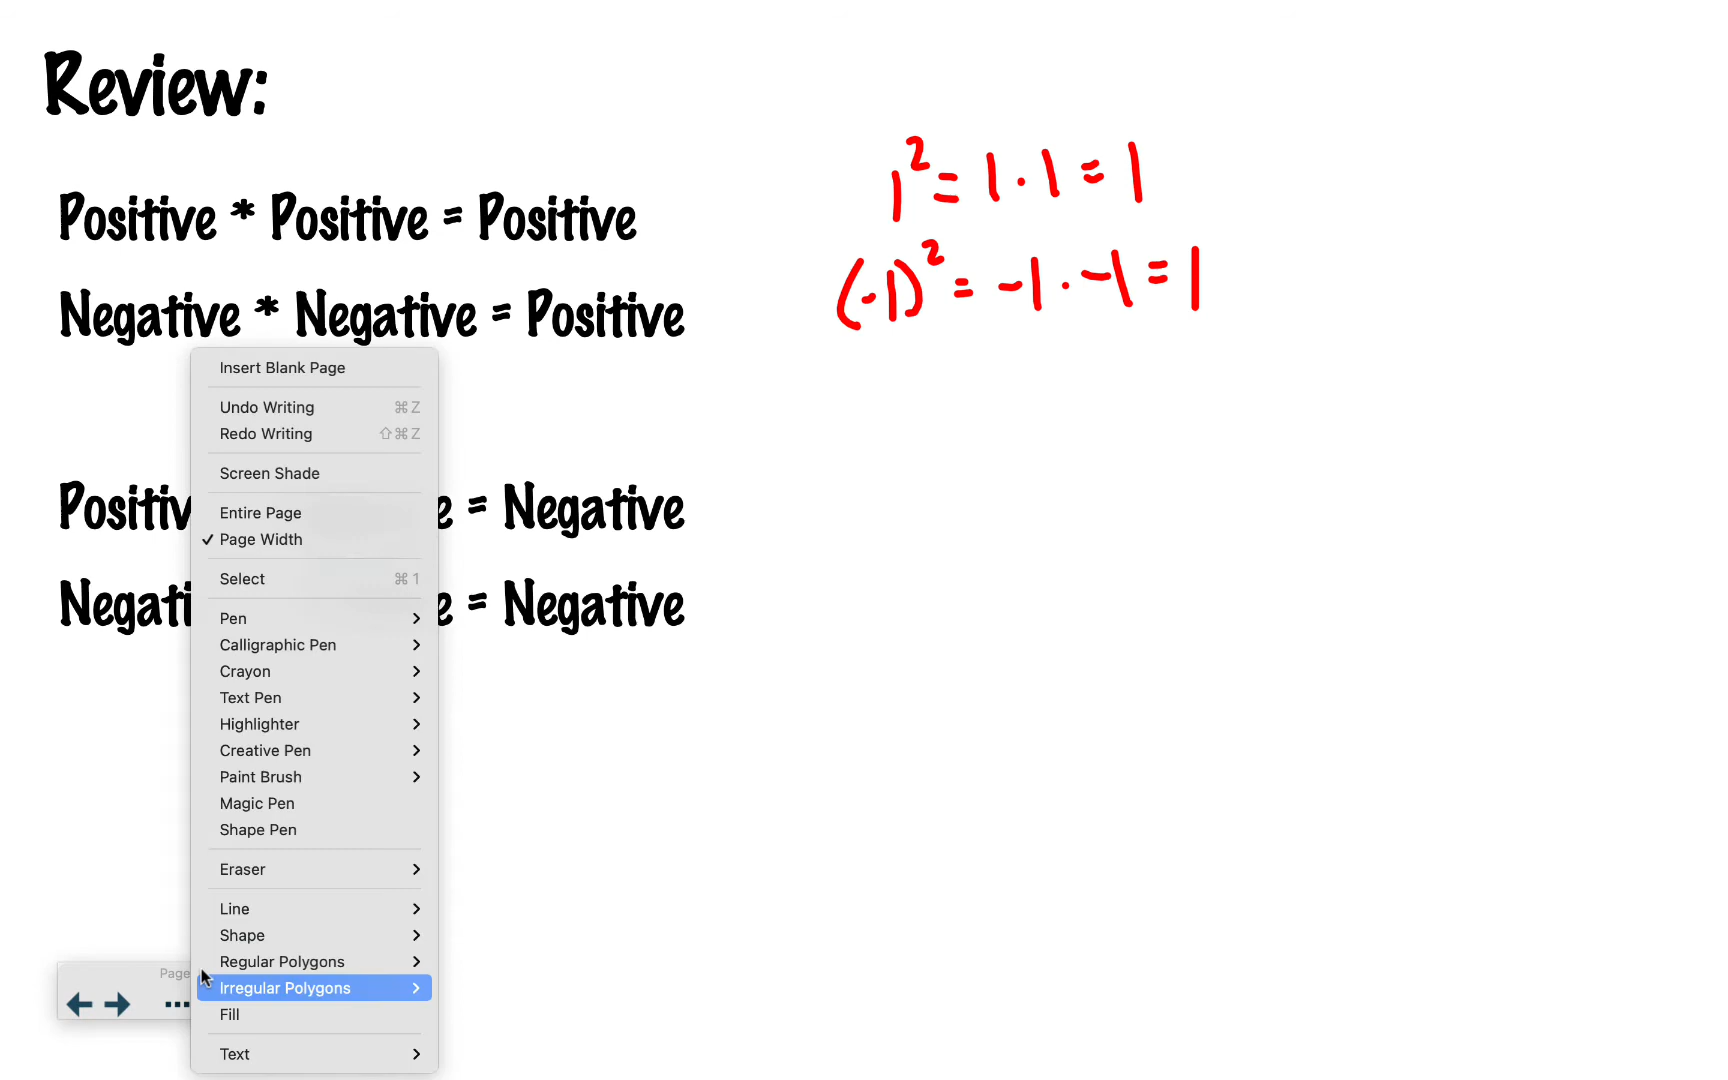 Review:
Positive * Positive = Positive
Negative * Negative = Positive
= Negative
= Negative
1² = 1 · 1 = 1
(-1)² = -1 · -1 = 1
Insert Blank Page
Undo Writing ⌘Z
Redo Writing ⇧⌘Z
Screen Shade
Entire Page
✓ Page Width
Select ⌘1
Pen
Calligraphic Pen
Crayon
Text Pen
Highlighter
Creative Pen
Paint Brush
Magic Pen
Shape Pen
Eraser
Line
Shape
Regular Polygons
Irregular Polygons
Fill
Text
Page